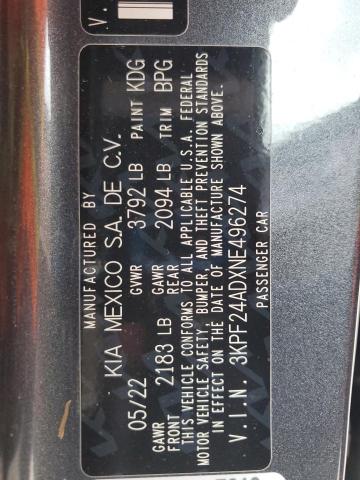 MANUFACTURED BY
KIA MEXICO S.A. DE C.V.
05/22 GVWR 3792 LB PAINT KDG
GAWR FRONT 2183 LB GAWR REAR 2094 LB TRIM BPG
THIS VEHICLE CONFORMS TO ALL APPLICABLE U.S.A. FEDERAL
MOTOR VEHICLE SAFETY, BUMPER, AND THEFT PREVENTION STANDARDS
IN EFFECT ON THE DATE OF MANUFACTURE SHOWN ABOVE.
V.I.N. 3KPF24ADXNE496274
PASSENGER CAR
V.